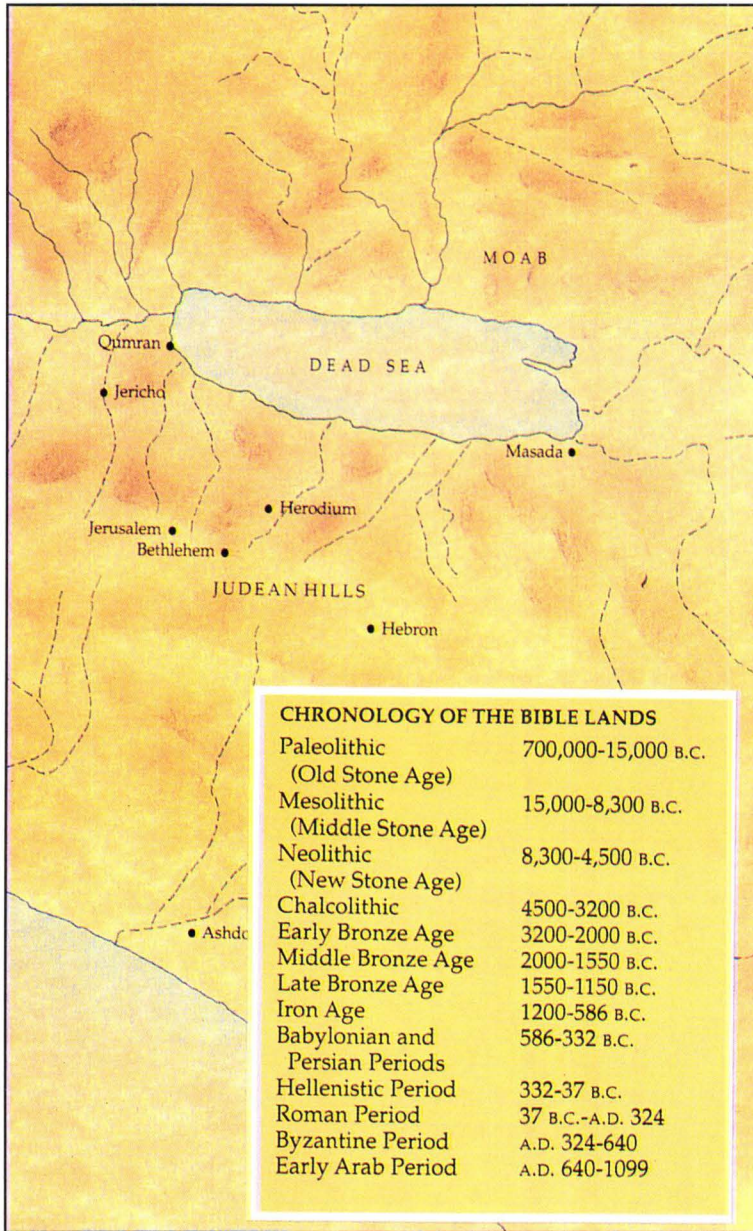 MOAB
Qumran
DEAD SEA
Jericho
Masada
Herodium
Jerusalem
Bethlehem
JUDEAN HILLS
Hebron
CHRONOLOGY OF THE BIBLE LANDS
Paleolithic 700,000-15,000 B.C.
(Old Stone Age)
Mesolithic 15,000-8,300 B.C.
(Middle Stone Age)
Neolithic 8,300-4,500 B.C.
(New Stone Age)
Chalcolithic 4500-3200 B.C.
Early Bronze Age 3200-2000 B.C.
Middle Bronze Age 2000-1550 B.C.
Late Bronze Age 1550-1150 B.C.
Iron Age 1200-586 B.C.
Babylonian and 586-332 B.C.
Persian Periods
Hellenistic Period 332-37 B.C.
Roman Period 37 B.C.-A.D. 324
Byzantine Period A.D. 324-640
Early Arab Period A.D. 640-1099